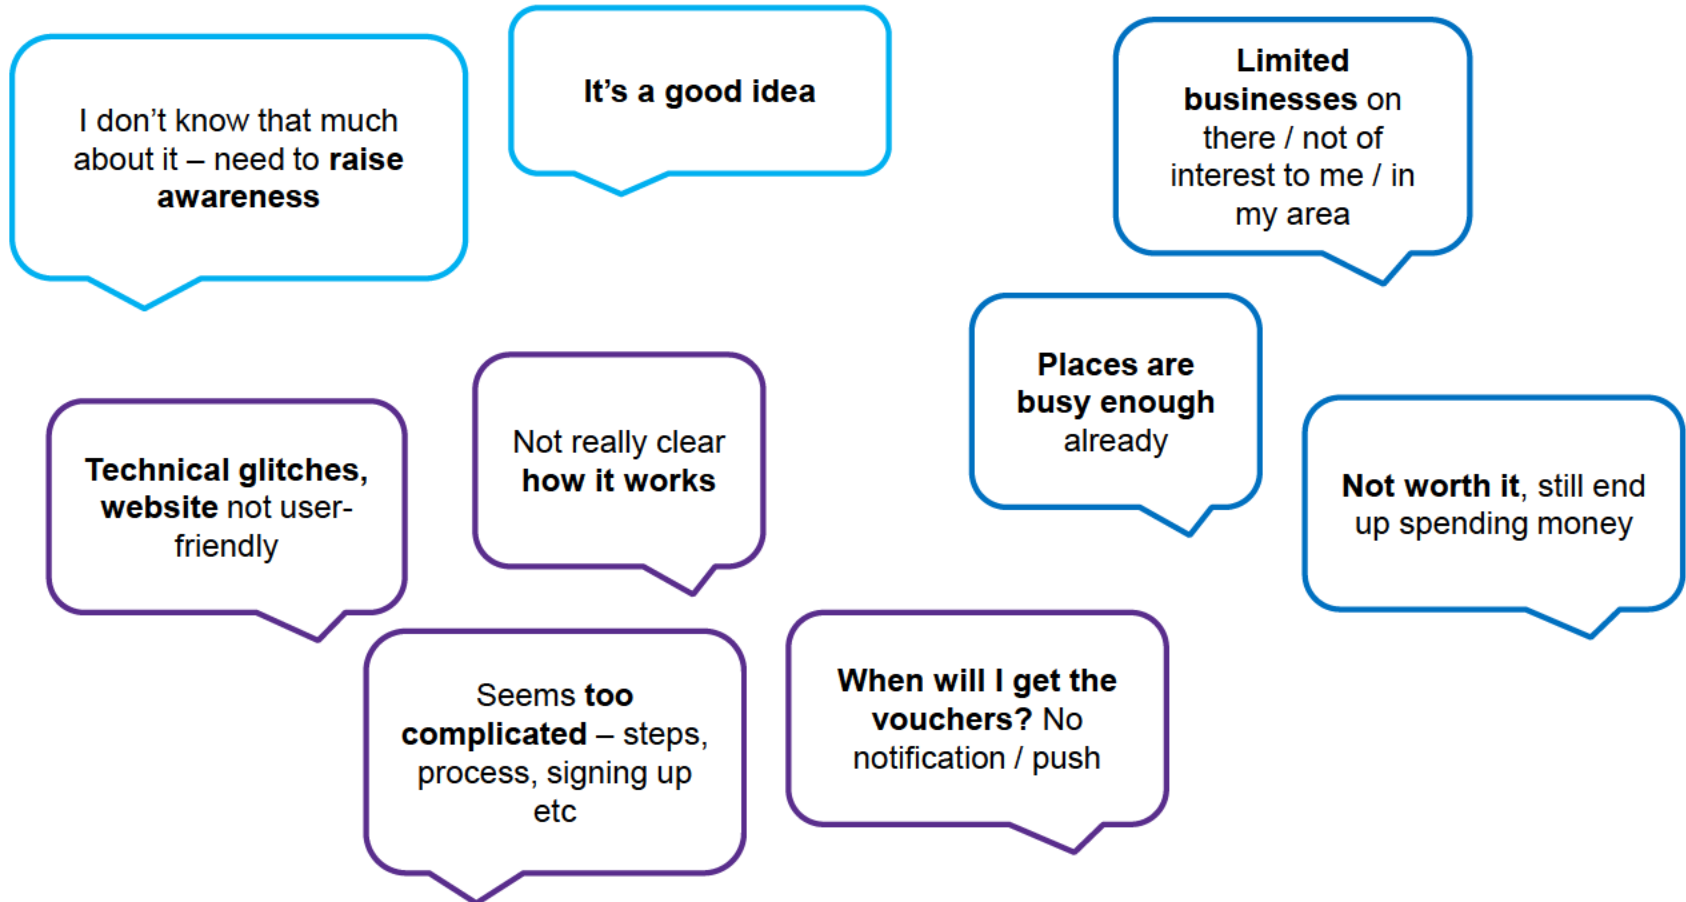 I don’t know that much
about it – need to raise
awareness
It’s a good idea
Limited
businesses on
there / not of
interest to me / in
my area
Places are
busy enough
already
Not worth it, still end
up spending money
Technical glitches,
website not user-
friendly
Not really clear
how it works
Seems too
complicated – steps,
process, signing up
etc
When will I get the
vouchers? No
notification / push